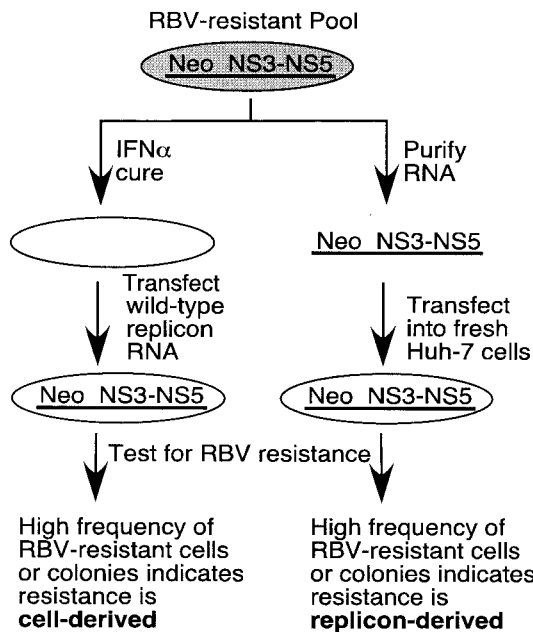 RBV-resistant Pool
Neo NS3-NS5
IFNα
cure
Purify
RNA
Neo NS3-NS5
Transfect
wild-type
replicon
RNA
Transfect
into fresh
Huh-7 cells
Neo NS3-NS5
Neo NS3-NS5
Test for RBV resistance
High frequency of
RBV-resistant cells
or colonies indicates
resistance is
cell-derived
High frequency of
RBV-resistant cells
or colonies indicates
resistance is
replicon-derived